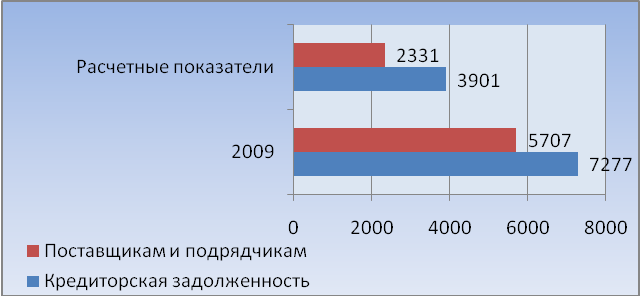 Расчетные показатели
2331
3901
2009
5707
7277
0 2000 4000 6000 8000
Поставщикам и подрядчикам
Кредиторская задолженность